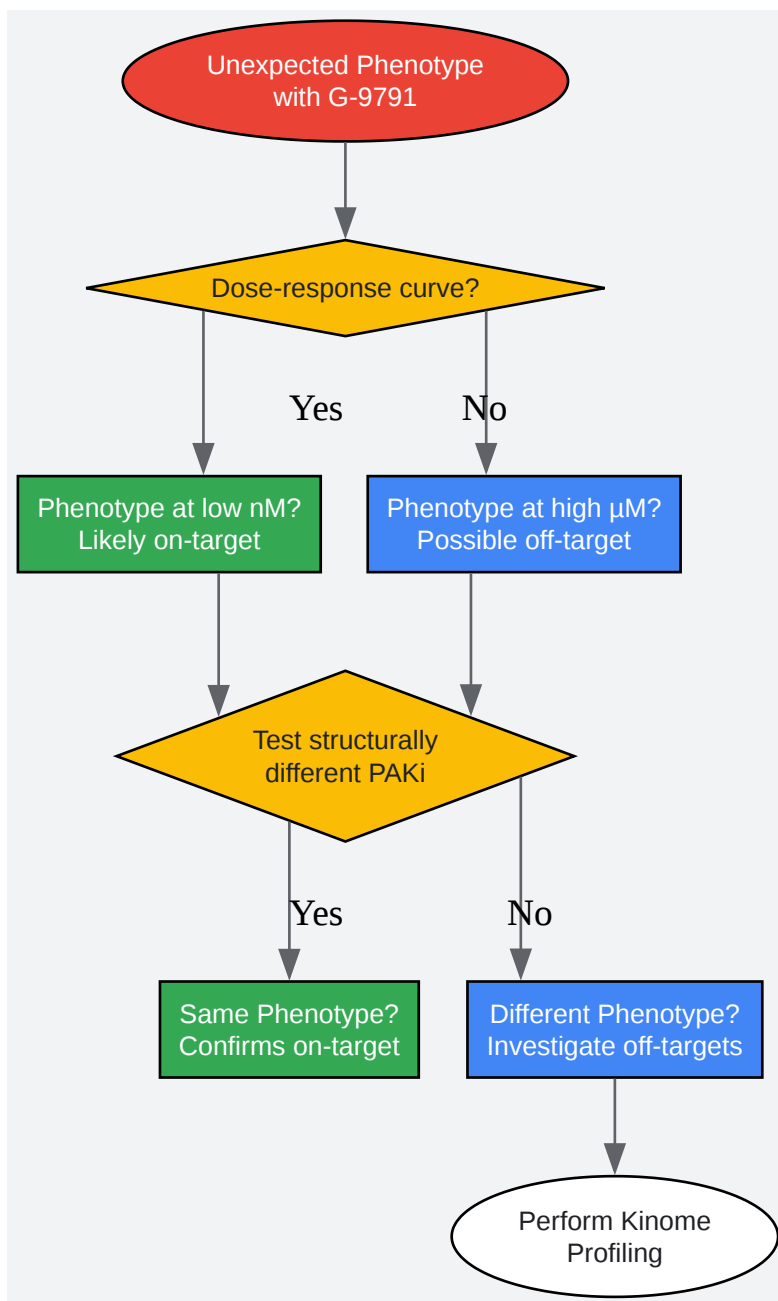 Unexpected Phenotype
with G-9791
Dose-response curve?
Yes
No
Phenotype at low nM?
Likely on-target
Phenotype at high µM?
Possible off-target
Test structurally
different PAKi
Yes
No
Same Phenotype?
Confirms on-target
Different Phenotype?
Investigate off-targets
Perform Kinome
Profiling